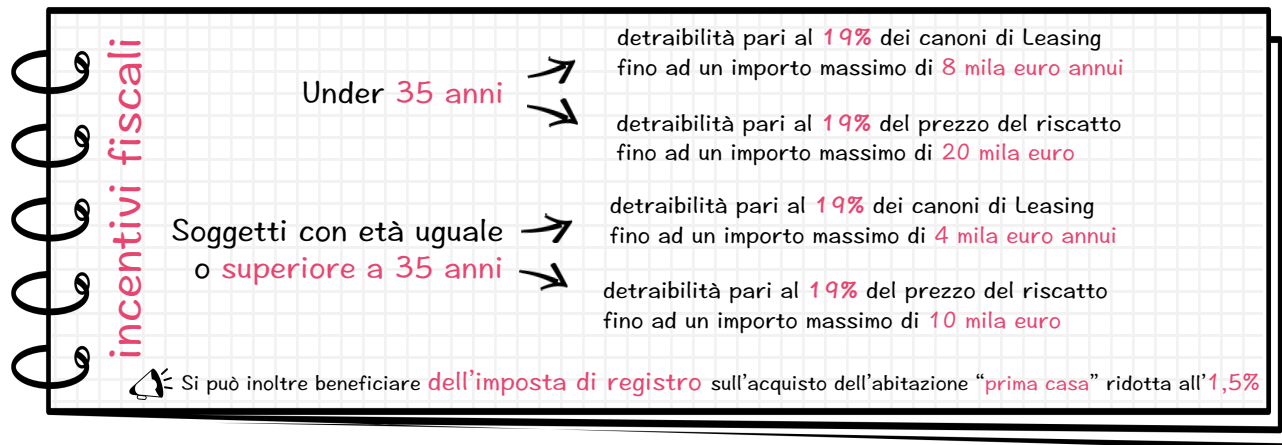 incentivi fiscali
Under 35 anni
detraibilità pari al 19% dei canoni di Leasing
fino ad un importo massimo di 8 mila euro annui
detraibilità pari al 19% del prezzo del riscatto
fino ad un importo massimo di 20 mila euro
Soggetti con età uguale
o superiore a 35 anni
detraibilità pari al 19% dei canoni di Leasing
fino ad un importo massimo di 4 mila euro annui
detraibilità pari al 19% del prezzo del riscatto
fino ad un importo massimo di 10 mila euro
Si può inoltre beneficiare dell'imposta di registro sull'acquisto dell'abitazione “prima casa” ridotta all'1,5%